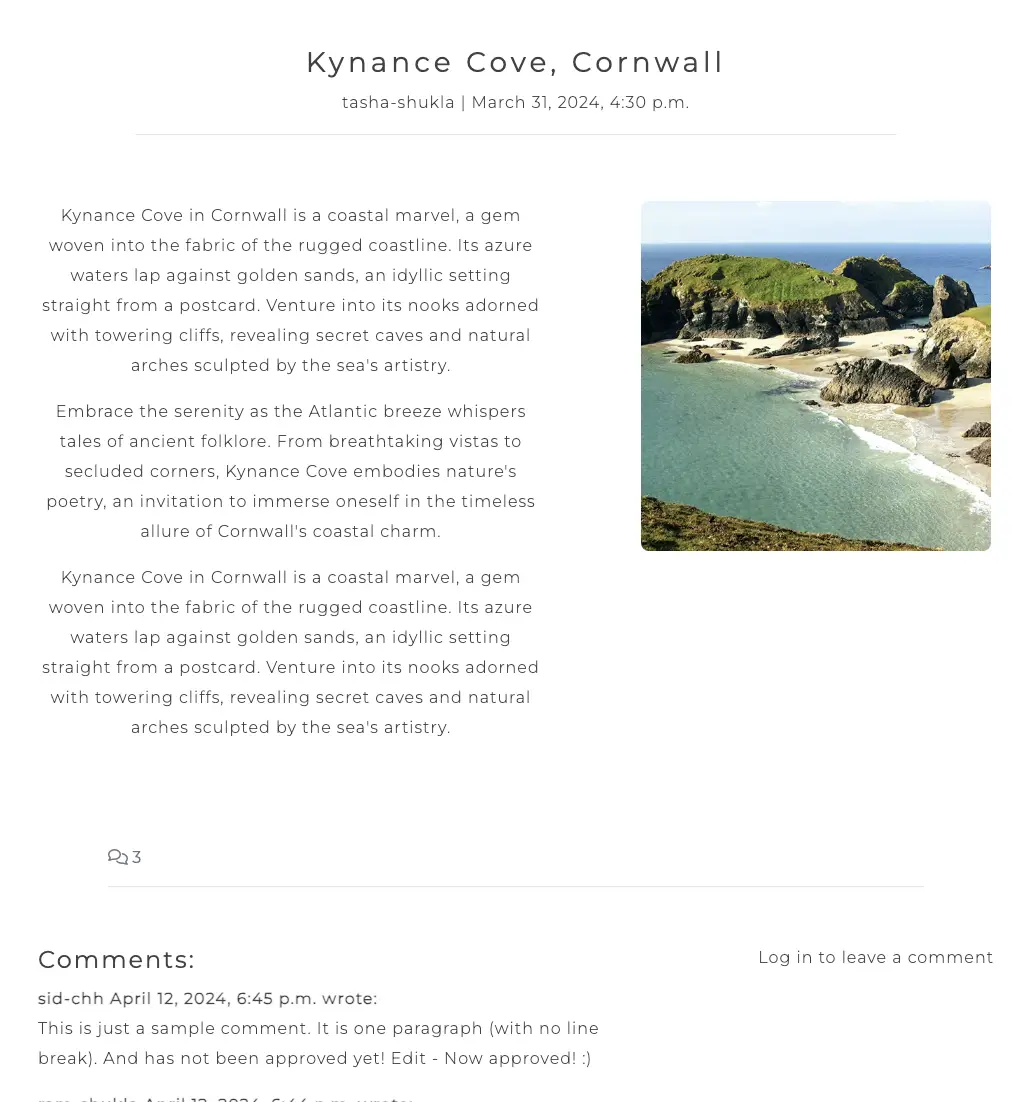 Kynance Cove, Cornwall
tasha-shukla | March 31, 2024, 4:30 p.m.
Kynance Cove in Cornwall is a coastal marvel, a gem
woven into the fabric of the rugged coastline. Its azure
waters lap against golden sands, an idyllic setting
straight from a postcard. Venture into its nooks adorned
with towering cliffs, revealing secret caves and natural
arches sculpted by the sea's artistry.
Embrace the serenity as the Atlantic breeze whispers
tales of ancient folklore. From breathtaking vistas to
secluded corners, Kynance Cove embodies nature's
poetry, an invitation to immerse oneself in the timeless
allure of Cornwall's coastal charm.
Kynance Cove in Cornwall is a coastal marvel, a gem
woven into the fabric of the rugged coastline. Its azure
waters lap against golden sands, an idyllic setting
straight from a postcard. Venture into its nooks adorned
with towering cliffs, revealing secret caves and natural
arches sculpted by the sea's artistry.
3
Comments:
Log in to leave a comment
sid-chh April 12, 2024, 6:45 p.m. wrote:
This is just a sample comment. It is one paragraph (with no line
break). And has not been approved yet! Edit - Now approved! :)